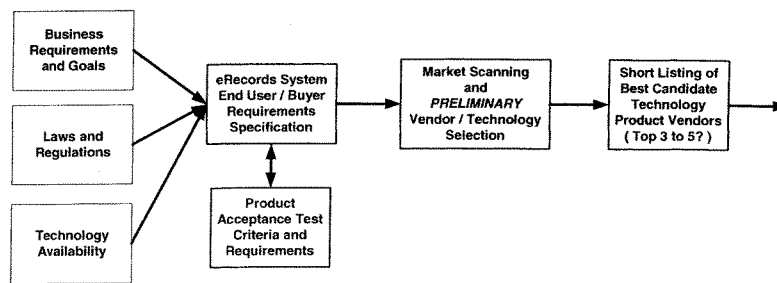 Business
Requirements
and Goals
Laws and
Regulations
Technology
Availability
eRecords System
End User / Buyer
Requirements
Specification
Product
Acceptance Test
Criteria and
Requirements
Market Scanning
and
PRELIMINARY
Vendor / Technology
Selection
Short Listing of
Best Candidate
Technology
Product Vendors
( Top 3 to 5? )